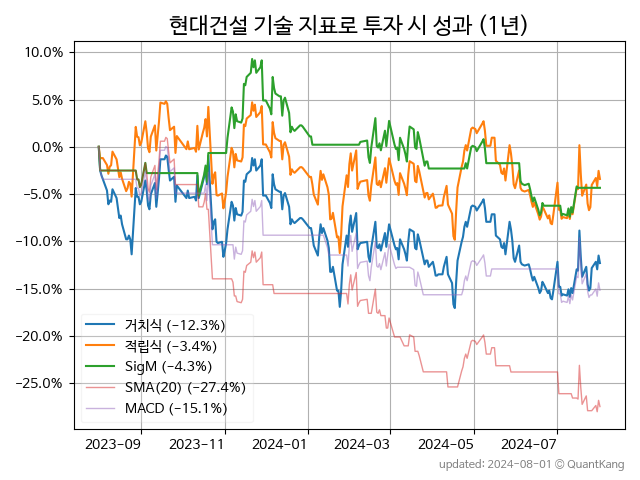 현대건설 기술 지표로 투자 시 성과 (1년)
10.0%
5.0%
0.0%
−5.0%
−10.0%
−15.0%
−20.0%
−25.0%
거치식 (−12.3%)
적립식 (−3.4%)
SigM (−4.3%)
SMA(20) (−27.4%)
MACD (−15.1%)
2023-09 2023-11 2024-01 2024-03 2024-05 2024-07
updated: 2024-08-01 © QuantKang